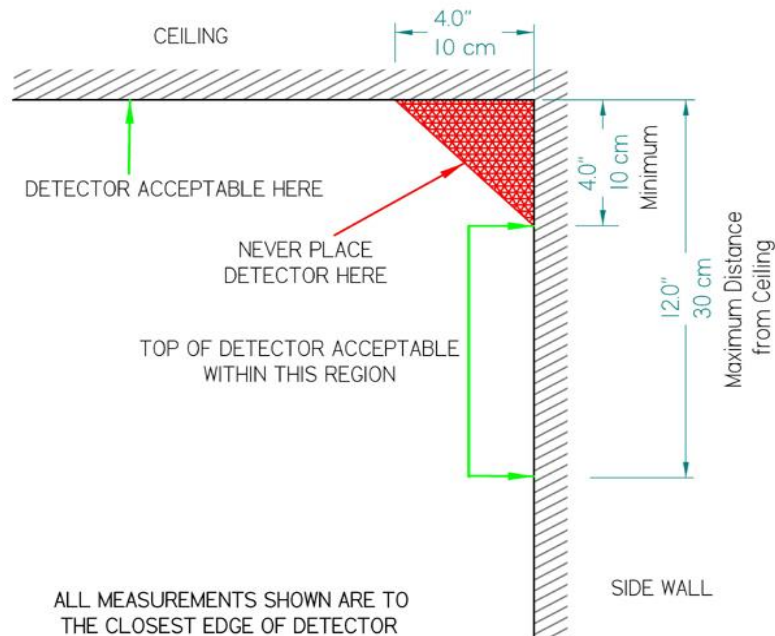 CEILING
4.0"
10 cm
DETECTOR ACCEPTABLE HERE
NEVER PLACE
DETECTOR HERE
TOP OF DETECTOR ACCEPTABLE
WITHIN THIS REGION
4.0"
10 cm
Minimum
12.0"
30 cm
Maximum Distance
from Ceiling
SIDE WALL
ALL MEASUREMENTS SHOWN ARE TO
THE CLOSEST EDGE OF DETECTOR